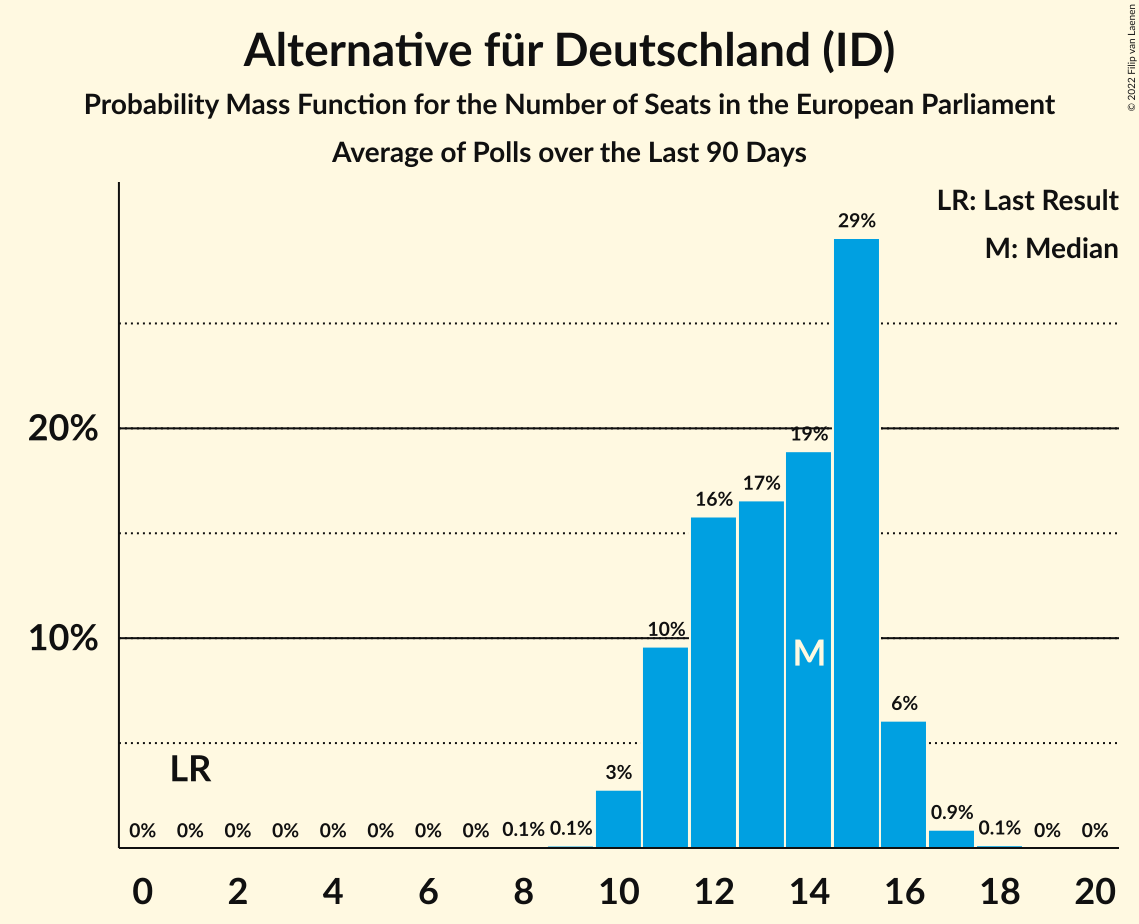 Alternative für Deutschland (ID)
Probability Mass Function for the Number of Seats in the European Parliament
Average of Polls over the Last 90 Days
© 2022 Filip van Laenen
LR: Last Result
M: Median
29%
20%
19%
17%
16%
10%
10%
M
6%
LR
3%
0% 0% 0% 0% 0% 0% 0% 0% 0.1% 0.1% 0.9% 0.1% 0% 0%
0 2 4 6 8 10 12 14 16 18 20